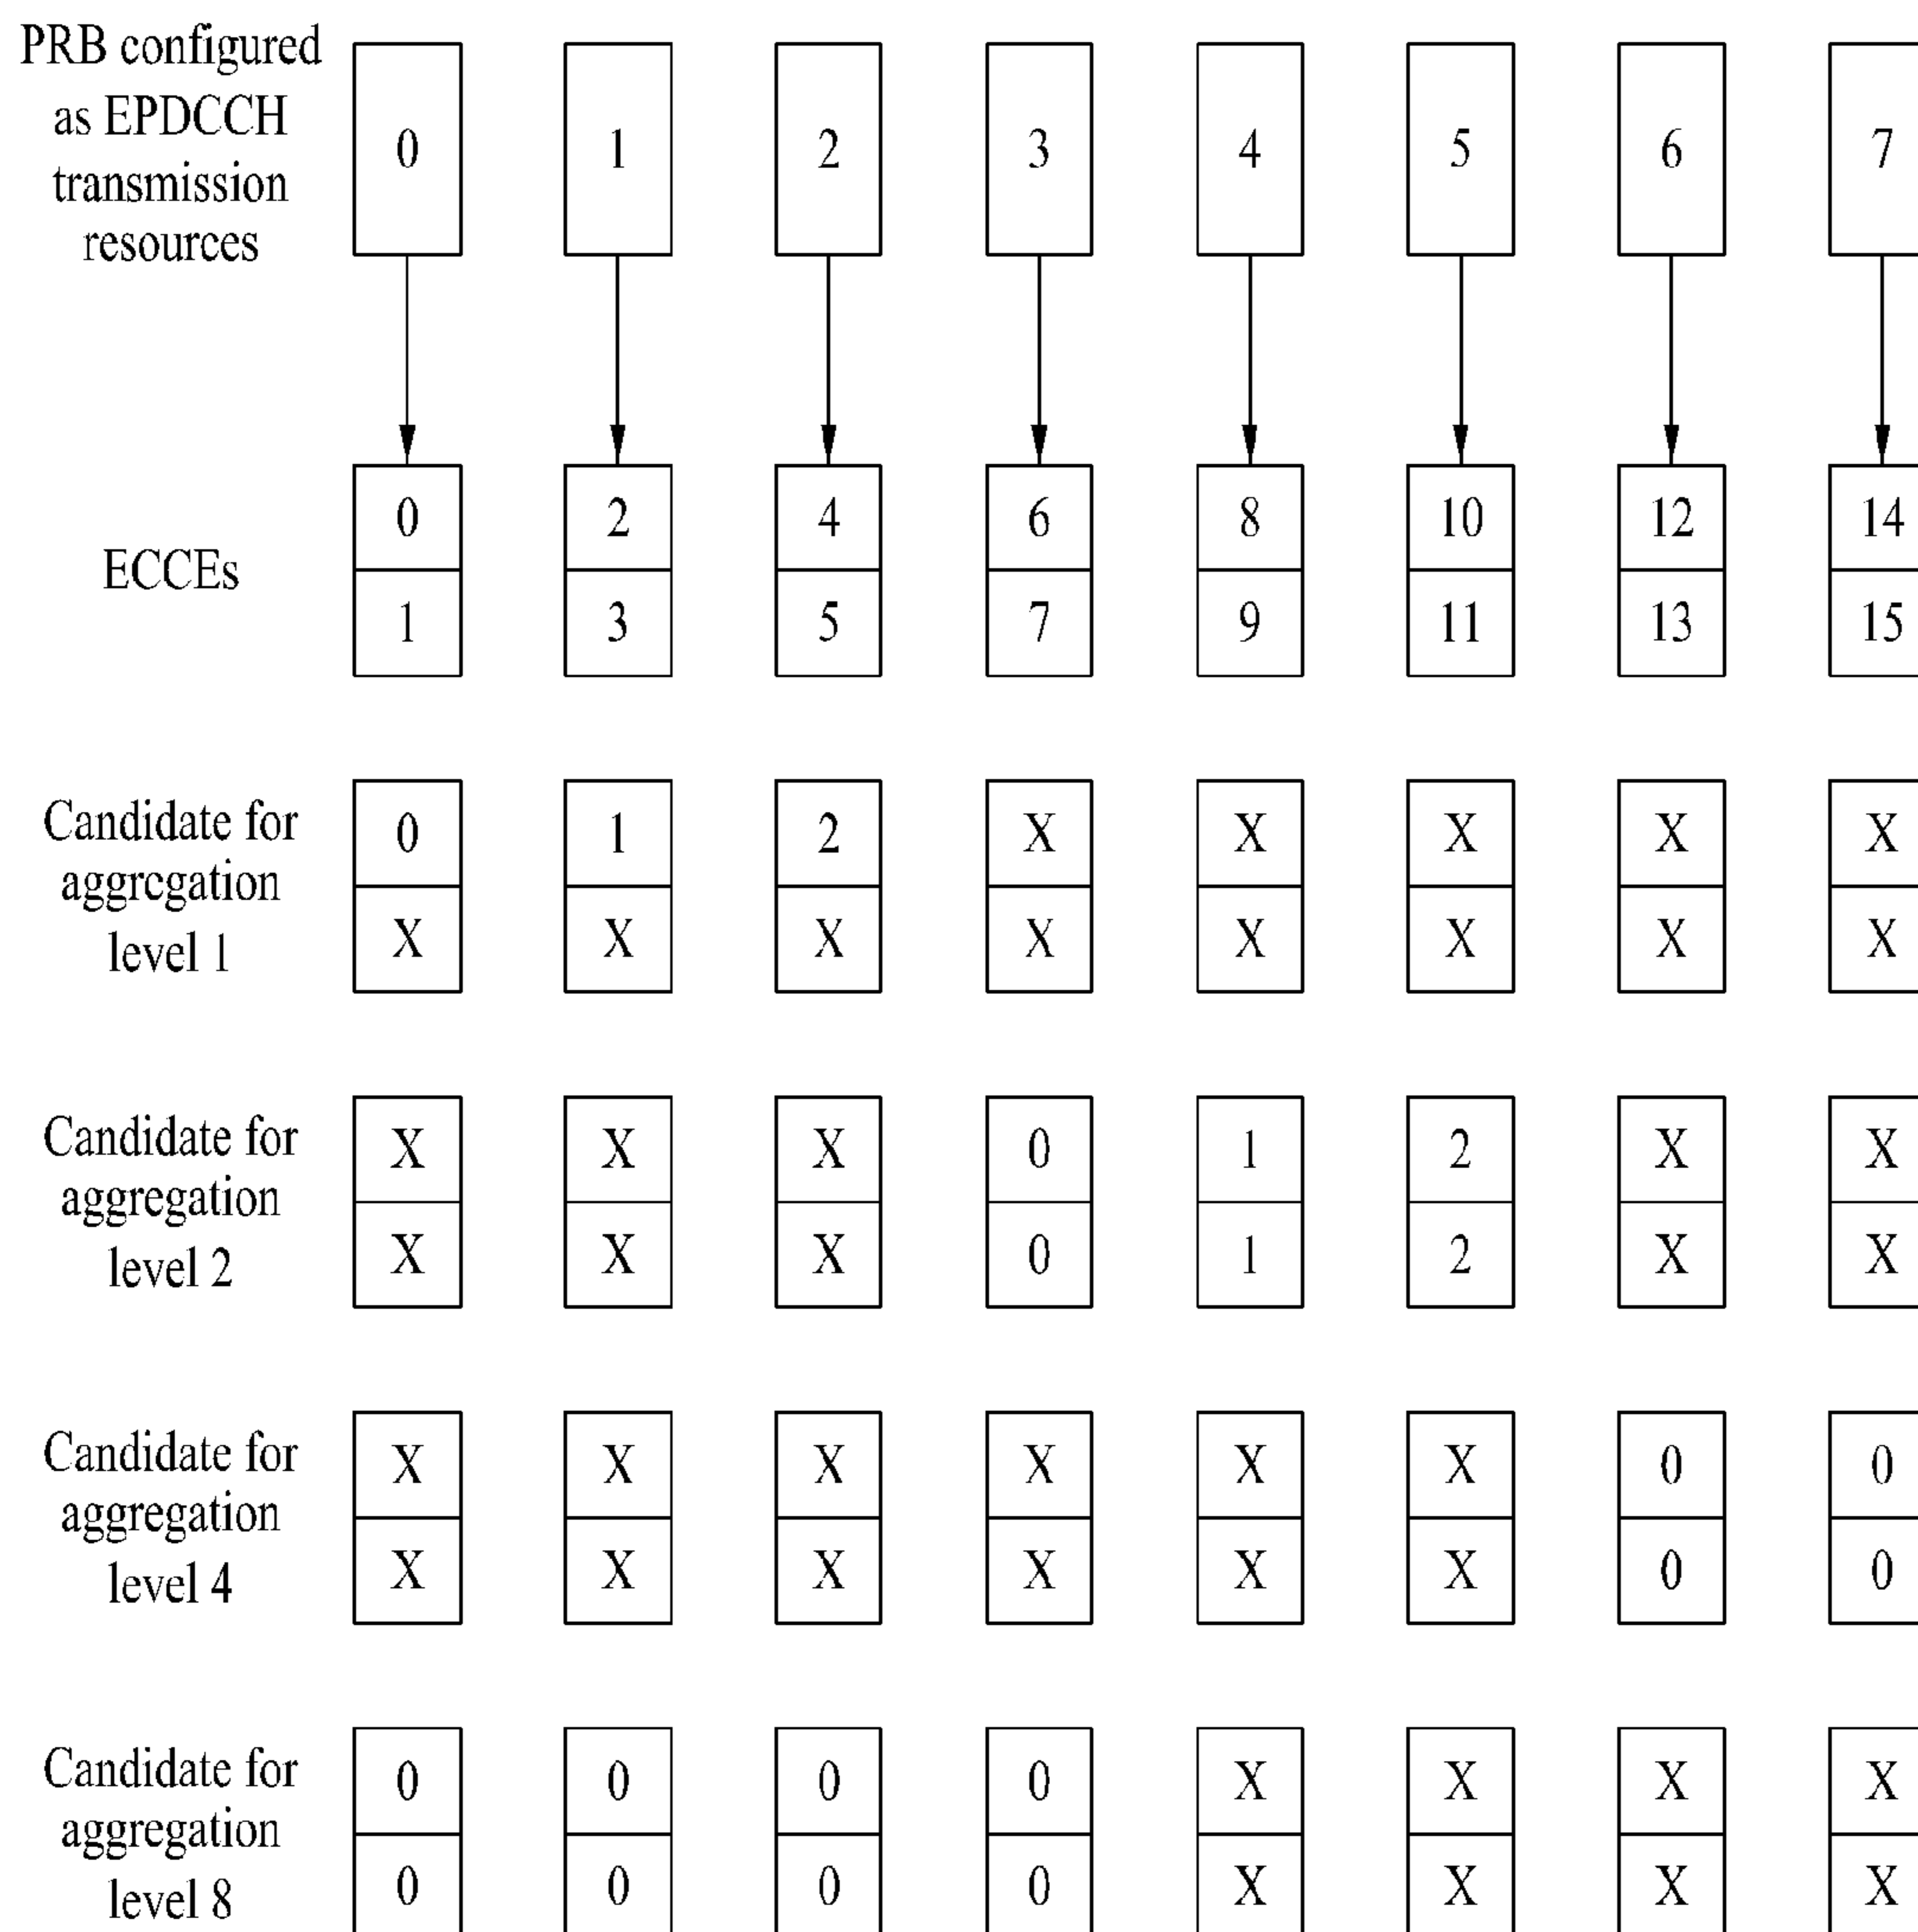 PRB configured
as EPDCCH
transmission
resources
0 1 2 3 4 5 6 7
ECCEs
0 2 4 6 8 10 12 14
1 3 5 7 9 11 13 15
Candidate for
aggregation
level 1
0 1 2 X X X X X
X X X X X X X X
Candidate for
aggregation
level 2
X X X 0 1 2 X X
X X X 0 1 2 X X
Candidate for
aggregation
level 4
X X X X X X 0 0
X X X X X X 0 0
Candidate for
aggregation
level 8
0 0 0 0 X X X X
0 0 0 0 X X X X